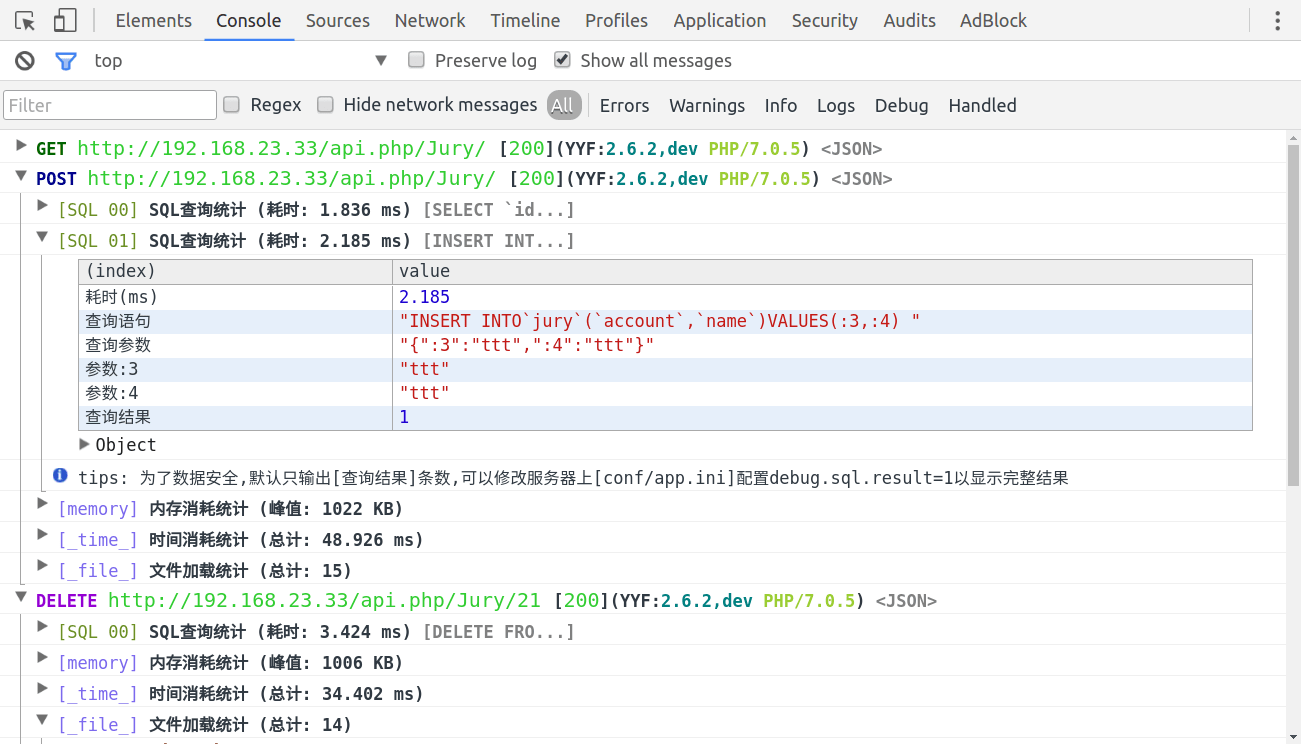 Elements Console Sources Network Timeline Profiles Application Security Audits AdBlock
top Preserve log Show all messages
Filter Regex Hide network messages All Errors Warnings Info Logs Debug Handled
GET http://192.168.23.33/api.php/Jury/ [200](YYF:2.6.2,dev PHP/7.0.5) <JSON>
POST http://192.168.23.33/api.php/Jury/ [200](YYF:2.6.2,dev PHP/7.0.5) <JSON>
[SQL 00] SQL查询统计 (耗时: 1.836 ms) [SELECT `id...]
[SQL 01] SQL查询统计 (耗时: 2.185 ms) [INSERT INT...]
(index) value
耗时(ms) 2.185
查询语句 "INSERT INTO`jury`(`account`,`name`)VALUES(:3,:4) "
查询参数 "{":3":"ttt",":4":"ttt"}"
参数:3 "ttt"
参数:4 "ttt"
查询结果 1
Object
tips: 为了数据安全,默认只输出[查询结果]条数,可以修改服务器上[conf/app.ini]配置debug.sql.result=1以显示完整结果
[memory] 内存消耗统计 (峰值: 1022 KB)
[_time_] 时间消耗统计 (总计: 48.926 ms)
[_file_] 文件加载统计 (总计: 15)
DELETE http://192.168.23.33/api.php/Jury/21 [200](YYF:2.6.2,dev PHP/7.0.5) <JSON>
[SQL 00] SQL查询统计 (耗时: 3.424 ms) [DELETE FRO...]
[memory] 内存消耗统计 (峰值: 1006 KB)
[_time_] 时间消耗统计 (总计: 34.402 ms)
[_file_] 文件加载统计 (总计: 14)